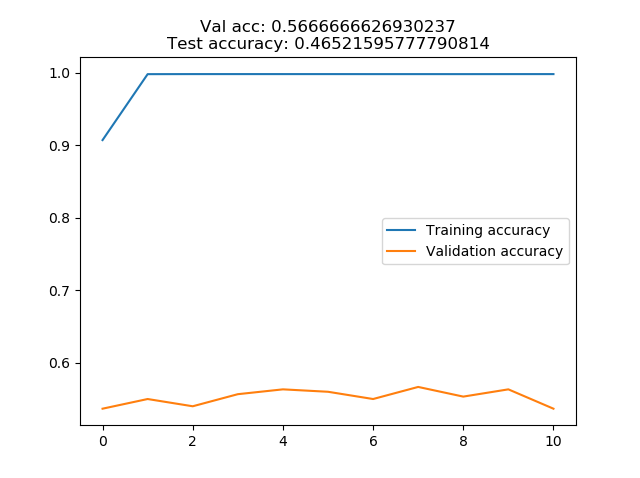 Val acc: 0.5666666626930237
Test accuracy: 0.46521595777790814
1.0
0.9
0.8
0.7
0.6
Training accuracy
Validation accuracy
0 2 4 6 8 10